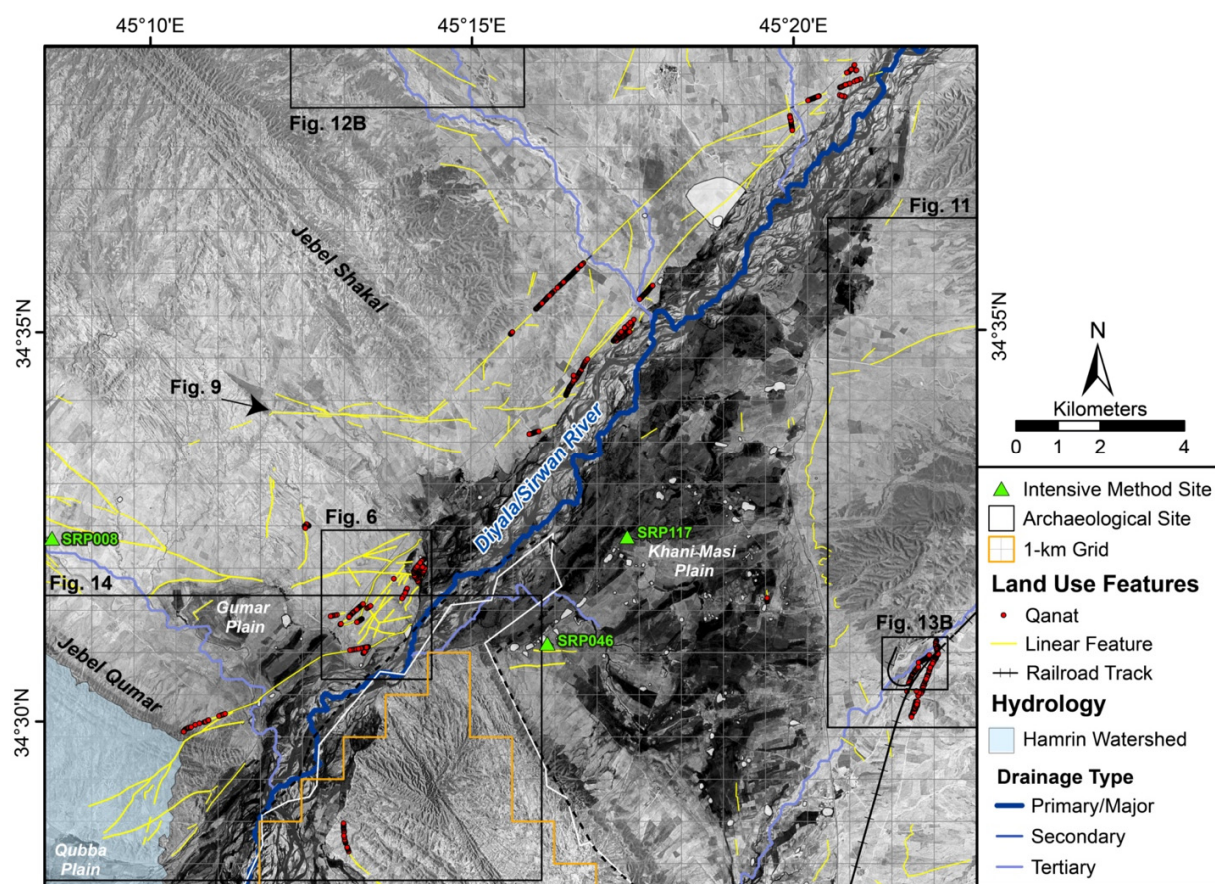 45°10'E
45°15'E
45°20'E
Fig. 12B
Fig. 11
Jebel Shakal
34°35'N
34°35'N
Fig. 9
Diyala/Sirwan River
Fig. 6
SRP008
SRP117
Khani-Masi
Plain
Fig. 14
Gumar
Plain
SRP046
Fig. 13B
Jebel Qumar
34°30'N
34°30'N
Qubba
Plain
N
Kilometers
0 1 2 4
Intensive Method Site
Archaeological Site
1-km Grid
Land Use Features
Qanat
Linear Feature
Railroad Track
Hydrology
Hamrin Watershed
Drainage Type
Primary/Major
Secondary
Tertiary